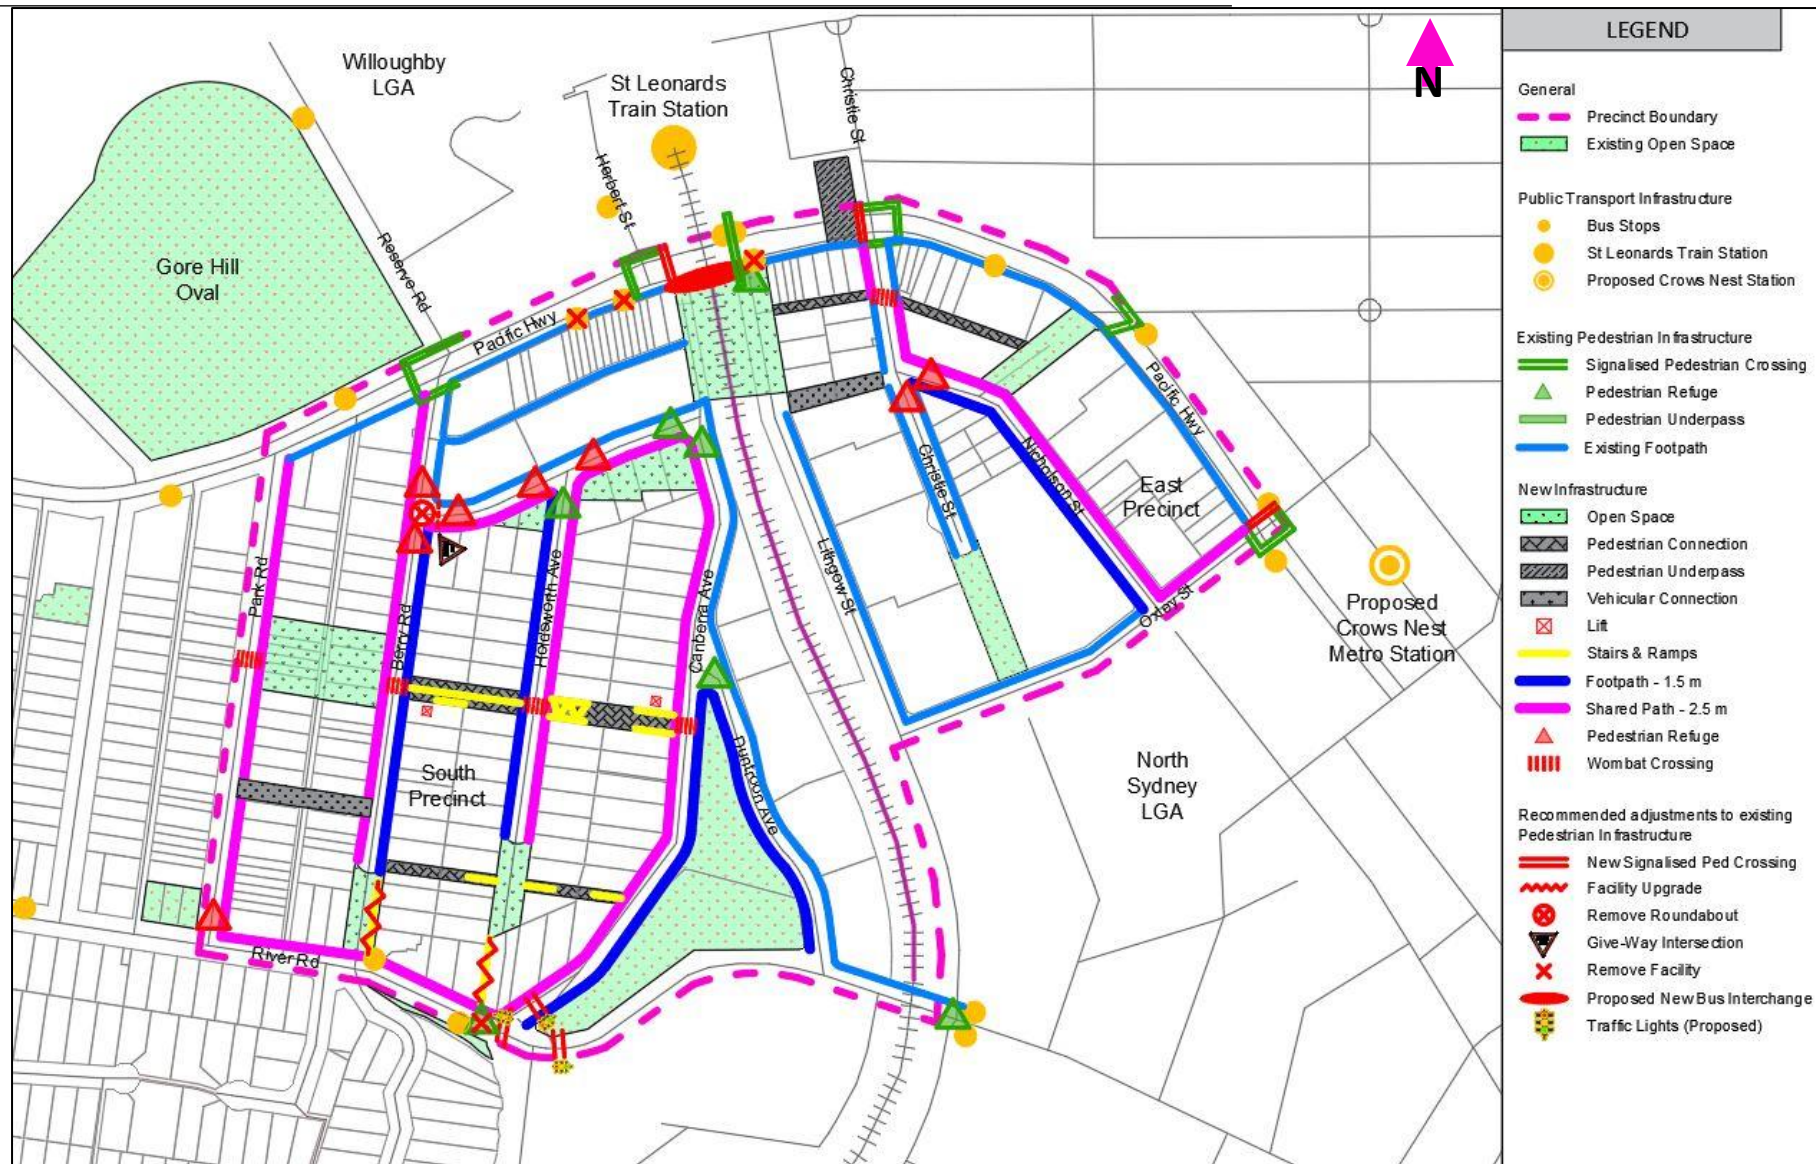 Willoughby
LGA
St Leonards
Train Station
Christie St
Herbert St
Reserve Rd
Gore Hill
Oval
Pacific Hwy
N
Pacific Hwy
Park Rd
Berry Rd
Holdsworth Ave
Canberra Ave
Lithgow St
Christie St
Nicholson St
East
Precinct
Oxley St
Proposed
Crows Nest
Metro Station
South
Precinct
Duntroon Ave
North
Sydney
LGA
River Rd
LEGEND
General
Precinct Boundary
Existing Open Space
Public Transport Infrastructure
Bus Stops
St Leonards Train Station
Proposed Crows Nest Station
Existing Pedestrian Infrastructure
Signalised Pedestrian Crossing
Pedestrian Refuge
Pedestrian Underpass
Existing Footpath
New Infrastructure
Open Space
Pedestrian Connection
Pedestrian Underpass
Vehicular Connection
Lift
Stairs & Ramps
Footpath - 1.5 m
Shared Path - 2.5 m
Pedestrian Refuge
Wombat Crossing
Recommended adjustments to existing
Pedestrian Infrastructure
New Signalised Ped Crossing
Facility Upgrade
Remove Roundabout
Give-Way Intersection
Remove Facility
Proposed New Bus Interchange
Traffic Lights (Proposed)